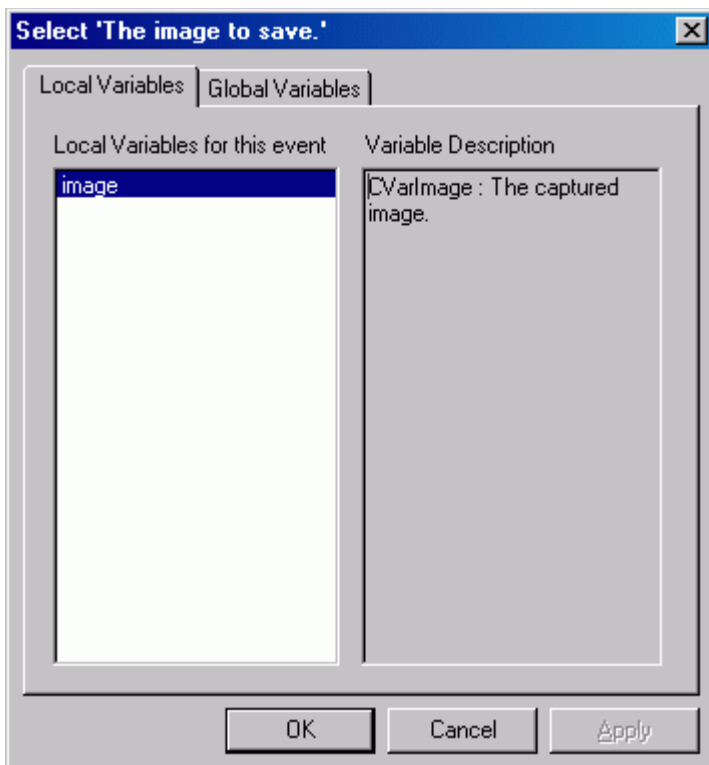 Select 'The image to save.'
Local Variables
Global Variables
Local Variables for this event
Variable Description
image
CVarImage : The captured
image.
OK
Cancel
Apply